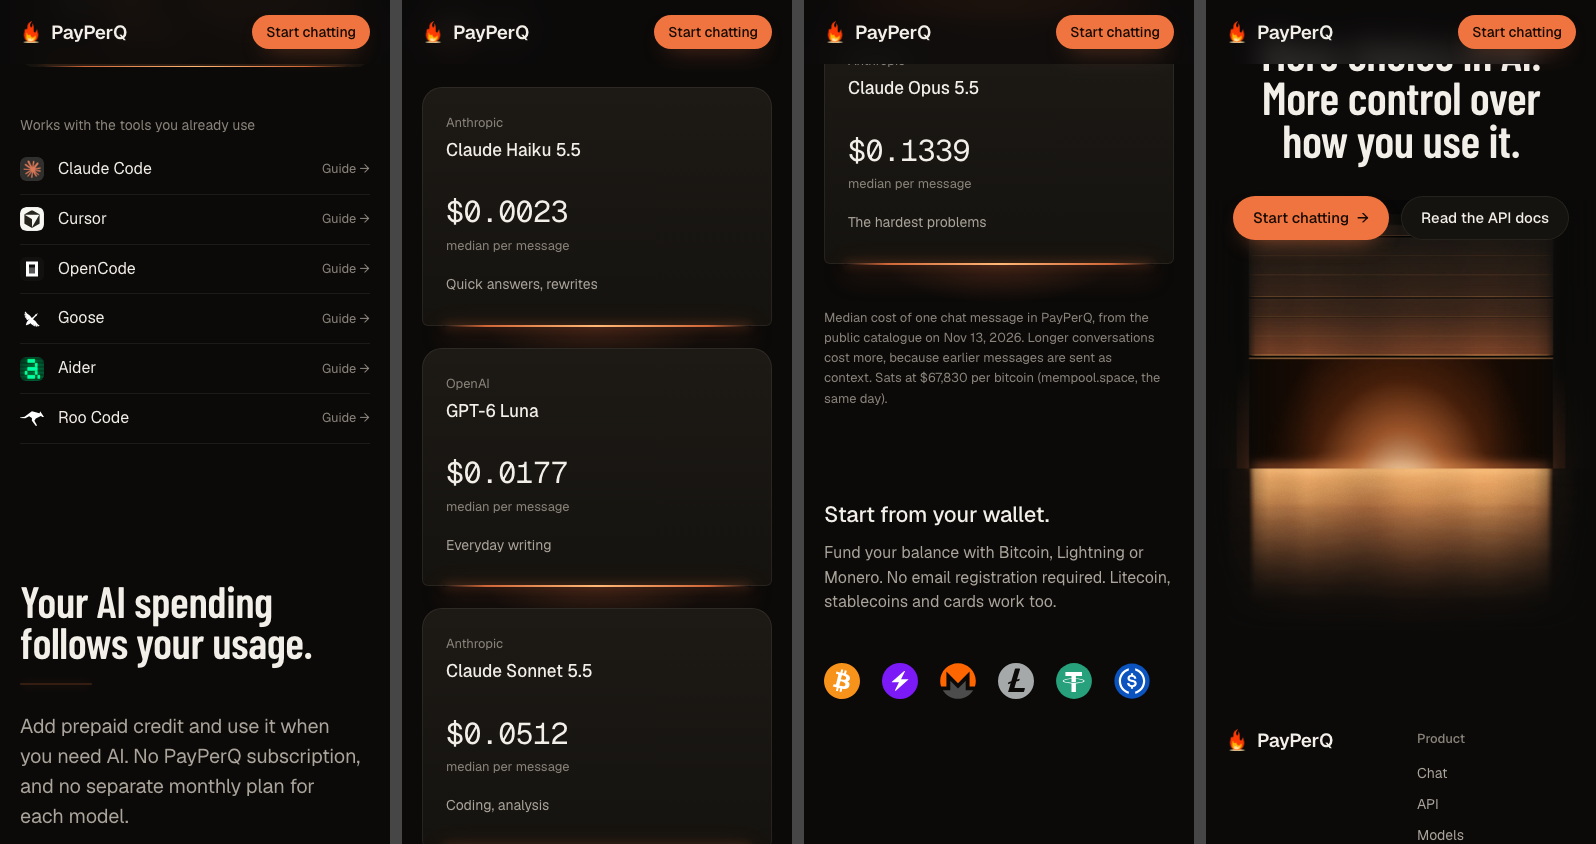 PayPerQ
Start chatting
Works with the tools you already use
Claude Code
Guide →
Cursor
Guide →
OpenCode
Guide →
Goose
Guide →
Aider
Guide →
Roo Code
Guide →
Your AI spending
follows your usage.
Add prepaid credit and use it when
you need AI. No PayPerQ subscription,
and no separate monthly plan for
each model.
PayPerQ
Start chatting
Anthropic
Claude Haiku 5.5
$0.0023
median per message
Quick answers, rewrites
OpenAI
GPT-6 Luna
$0.0177
median per message
Everyday writing
Anthropic
Claude Sonnet 5.5
$0.0512
median per message
Coding, analysis
PayPerQ
Start chatting
Anthropic
Claude Opus 5.5
$0.1339
median per message
The hardest problems
Median cost of one chat message in PayPerQ, from the
public catalogue on Nov 13, 2026. Longer conversations
cost more, because earlier messages are sent as
context. Sats at $67,830 per bitcoin (mempool.space, the
same day).
Start from your wallet.
Fund your balance with Bitcoin, Lightning or
Monero. No email registration required. Litecoin,
stablecoins and cards work too.
PayPerQ
Start chatting
More choice in AI.
More control over
how you use it.
Start chatting →
Read the API docs
PayPerQ
Product
Chat
API
Models